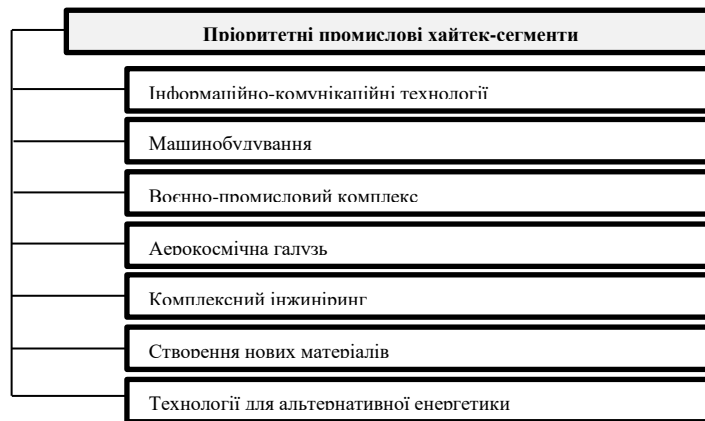 Пріоритетні промислові хайтек-сегменти
Інформаційно-комунікаційні технології
Машинобудування
Воєнно-промисловий комплекс
Аерокосмічна галузь
Комплексний інжиніринг
Створення нових матеріалів
Технології для альтернативної енергетики